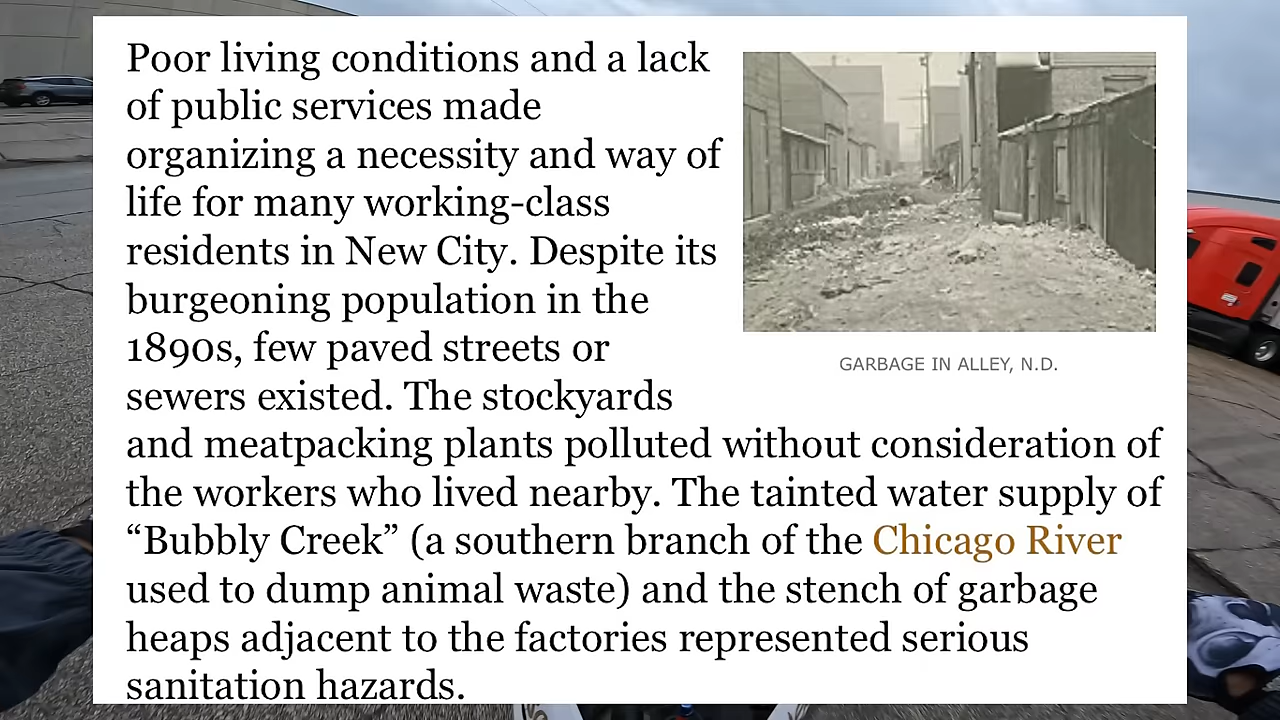 Poor living conditions and a lack
of public services made
organizing a necessity and way of
life for many working-class
residents in New City. Despite its
burgeoning population in the
1890s, few paved streets or
sewers existed. The stockyards
and meatpacking plants polluted without consideration of
the workers who lived nearby. The tainted water supply of
“Bubbly Creek” (a southern branch of the Chicago River
used to dump animal waste) and the stench of garbage
heaps adjacent to the factories represented serious
sanitation hazards.
GARBAGE IN ALLEY, N.D.